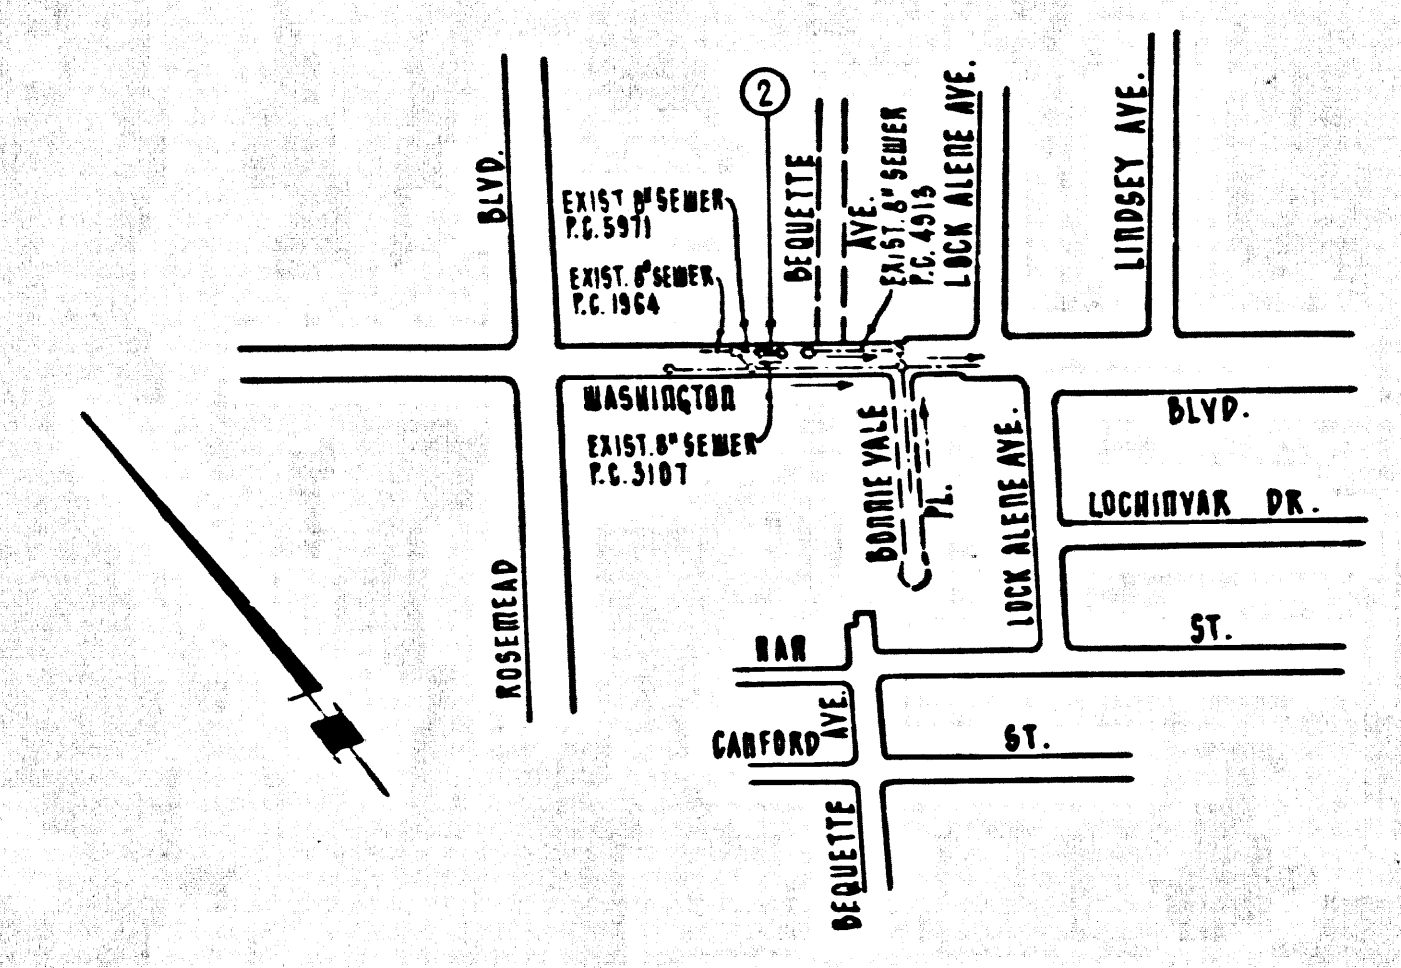 2
BLVD.
EXIST 8" SEWER
P.C. 5971
EXIST. 8" SEWER
P.C. 1964
BEQUETTE
AVE.
EXIST. 8" SEWER
P.C. 4913
LOCK ALENE AVE.
LINDSEY AVE.
WASHINGTON
BLVD.
EXIST. 8" SEWER
P.C. 3107
BONNIE VALE
PL.
LOCK ALENE AVE.
LOCHINVAR DR.
ROSEMEAD
ST.
AVE.
CANFORD
ST.
BEQUETTE